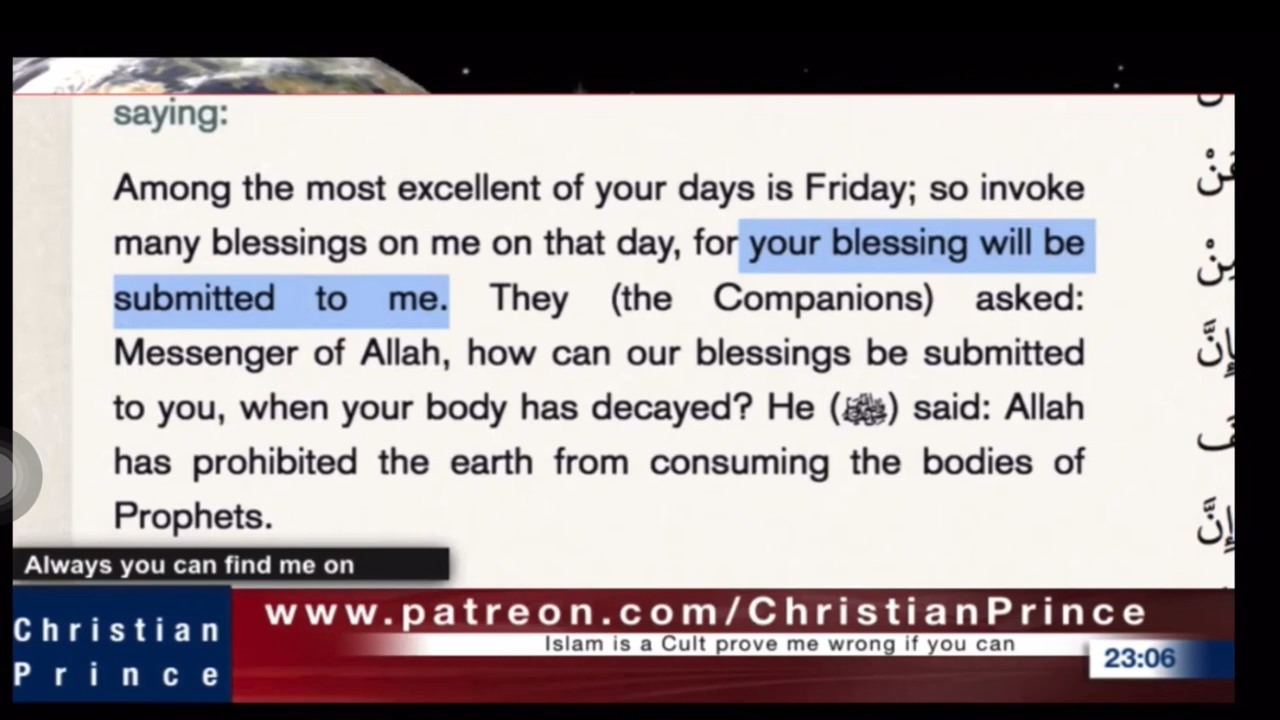 saying:
Among the most excellent of your days is Friday; so invoke
many blessings on me on that day, for your blessing will be
submitted to me. They (the Companions) asked:
Messenger of Allah, how can our blessings be submitted
to you, when your body has decayed? He (ﷺ) said: Allah
has prohibited the earth from consuming the bodies of
Prophets.
إِنَّ
إِنَّ
Always you can find me on
Christian
Prince
www.patreon.com/ChristianPrince
Islam is a Cult prove me wrong if you can
23:06